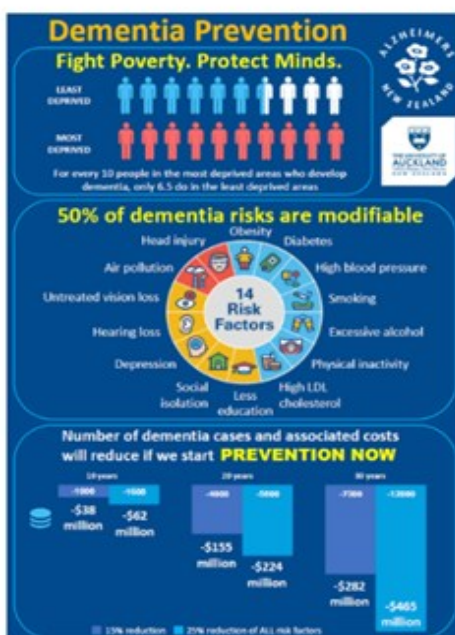 Dementia Prevention
Fight Poverty. Protect Minds.
ALZHEIMERS
NEW ZEALAND
LEAST
DEPRIVED
MOST
DEPRIVED
THE UNIVERSITY OF
AUCKLAND
NEW ZEALAND
For every 10 people in the most deprived areas who develop
dementia, only 6.5 do in the least deprived areas
50% of dementia risks are modifiable
Obesity
Head injury
Diabetes
Air pollution
High blood pressure
Untreated vision loss
Smoking
14
Risk
Factors
Hearing loss
Excessive alcohol
Depression
Physical inactivity
Social
isolation
Less
education
High LDL
cholesterol
Number of dementia cases and associated costs
will reduce if we start PREVENTION NOW
10 years
20 years
30 years
-1000
-4000
-5800
-7300
-12000
-$38
million
-$62
million
-$155
million
-$224
million
-$282
million
-$465
million
15% reduction
25% reduction of ALL risk factors